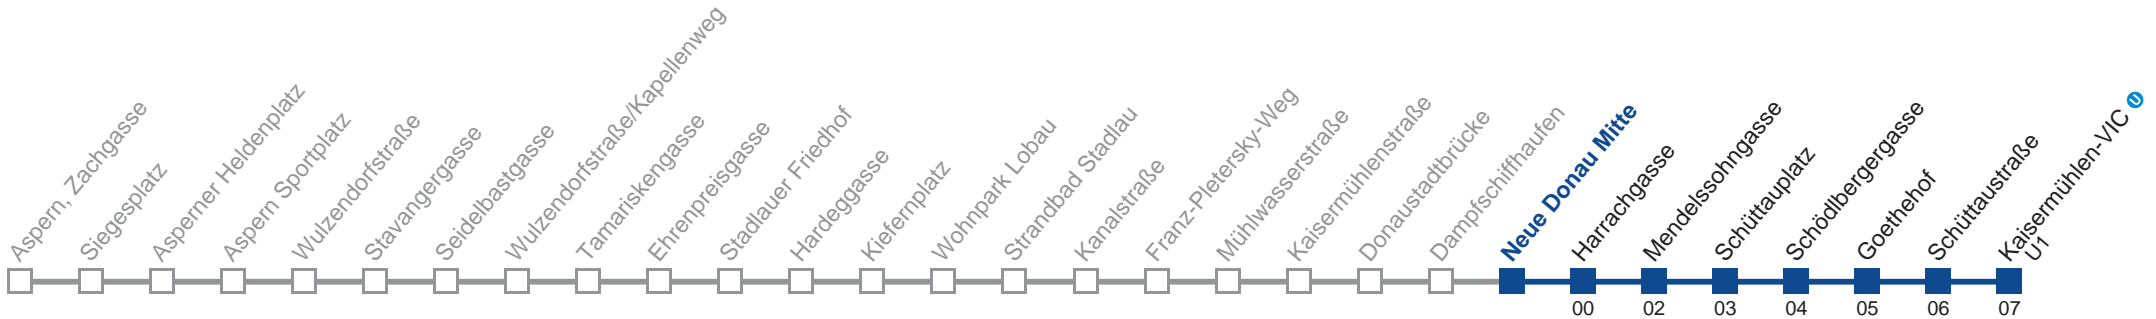 Aspern, Zachgasse
Siegesplatz
Asperner Heldenplatz
Aspern Sportplatz
Wulzendorfstraße
Stavangergasse
Seidelbastgasse
Wulzendorfstraße/Kapellenweg
Tamariskengasse
Ehrenpreisgasse
Stadlauer Friedhof
Hardeggasse
Kiefernplatz
Wohnpark Lobau
Strandbad Stadlau
Kanalstraße
Franz-Pletersky-Weg
Mühlwasserstraße
Kaisermühlenstraße
Donaustadtbrücke
Dampfschiffhaufen
Neue Donau Mitte
Harrachgasse
Mendelssohngasse
Schüttauplatz
Schödlbergergasse
Goethehof
Schüttaustraße
Kaisermühlen-VIC U
U1
00 02 03 04 05 06 07